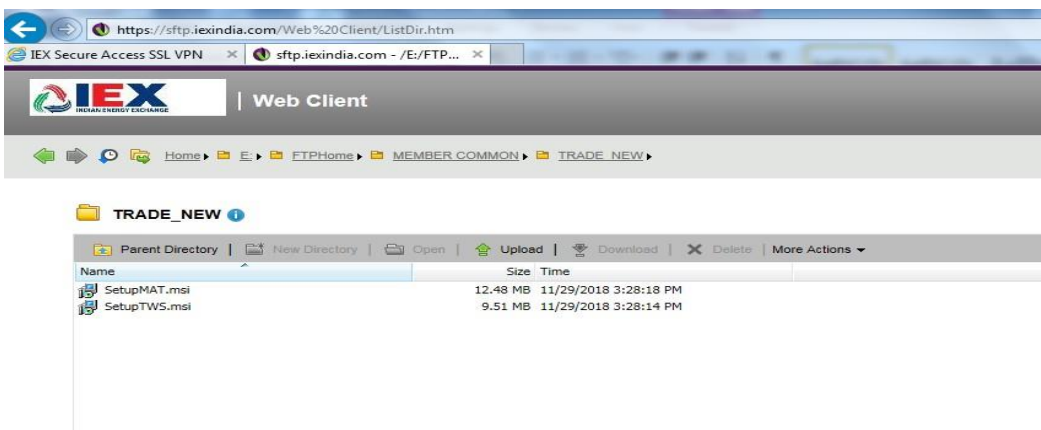 https://sftp.iexindia.com/Web%20Client/ListDir.htm
IEX Secure Access SSL VPN × sftp.iexindia.com - /E:/FTP... ×
IEX
INDIAN ENERGY EXCHANGE
| Web Client
Home E: FTPHome MEMBER COMMON TRADE_NEW
TRADE_NEW
Parent Directory | New Directory | Open | Upload | Download | Delete | More Actions
Name Size Time
SetupMAT.msi 12.48 MB 11/29/2018 3:28:18 PM
SetupTWS.msi 9.51 MB 11/29/2018 3:28:14 PM